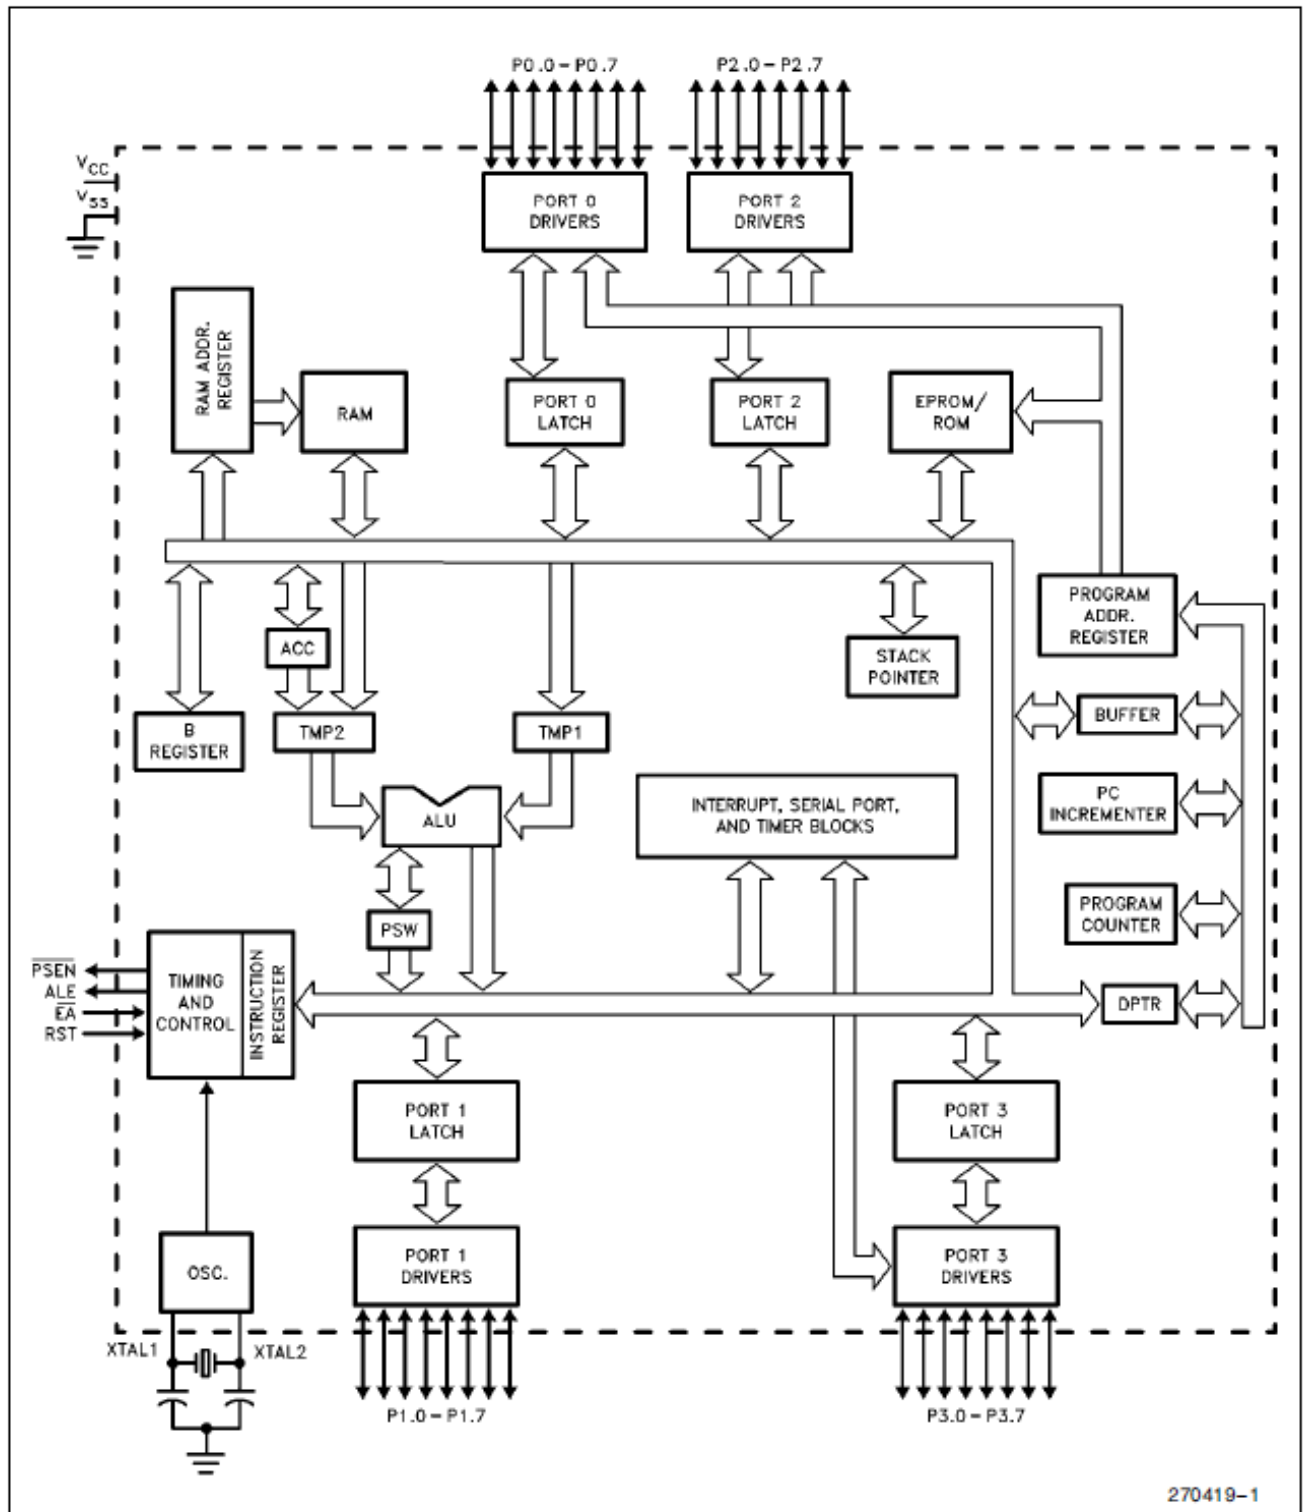 P0.0-P0.7
P2.0-P2.7
VCC
VSS
PORT 0
DRIVERS
PORT 2
DRIVERS
RAM ADDR.
REGISTER
RAM
PORT 0
LATCH
PORT 2
LATCH
EPROM/
ROM
PROGRAM
ADDR.
REGISTER
ACC
STACK
POINTER
B
REGISTER
TMP2
TMP1
BUFFER
ALU
INTERRUPT, SERIAL PORT,
AND TIMER BLOCKS
PC
INCREMENTER
PSW
PROGRAM
COUNTER
PSEN
ALE
EA
RST
TIMING
AND
CONTROL
INSTRUCTION
REGISTER
DPTR
PORT 1
LATCH
PORT 3
LATCH
OSC.
PORT 1
DRIVERS
PORT 3
DRIVERS
XTAL1
XTAL2
P1.0-P1.7
P3.0-P3.7
270419-1